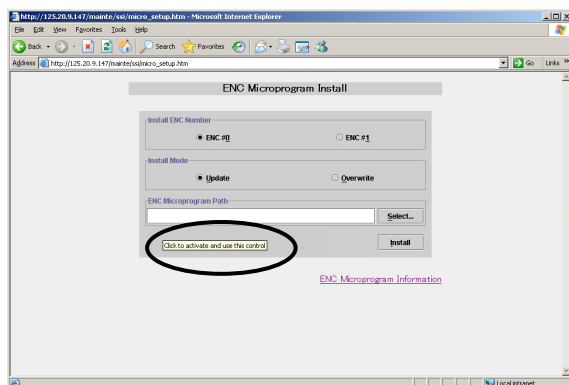 http://125.20.9.147/mainte/ssi/micro_setup.htm - Microsoft Internet Explorer
File Edit View Favorites Tools Help
Back Search Favorites
Address http://125.20.9.147/mainte/ssi/micro_setup.htm Go Links »
ENC Microprogram Install
Install ENC Number
ENC #0 ENC #1
Install Mode
Update Overwrite
ENC Microprogram Path
Select...
Click to activate and use this control
Install
ENC Microprogram Information
Local intranet